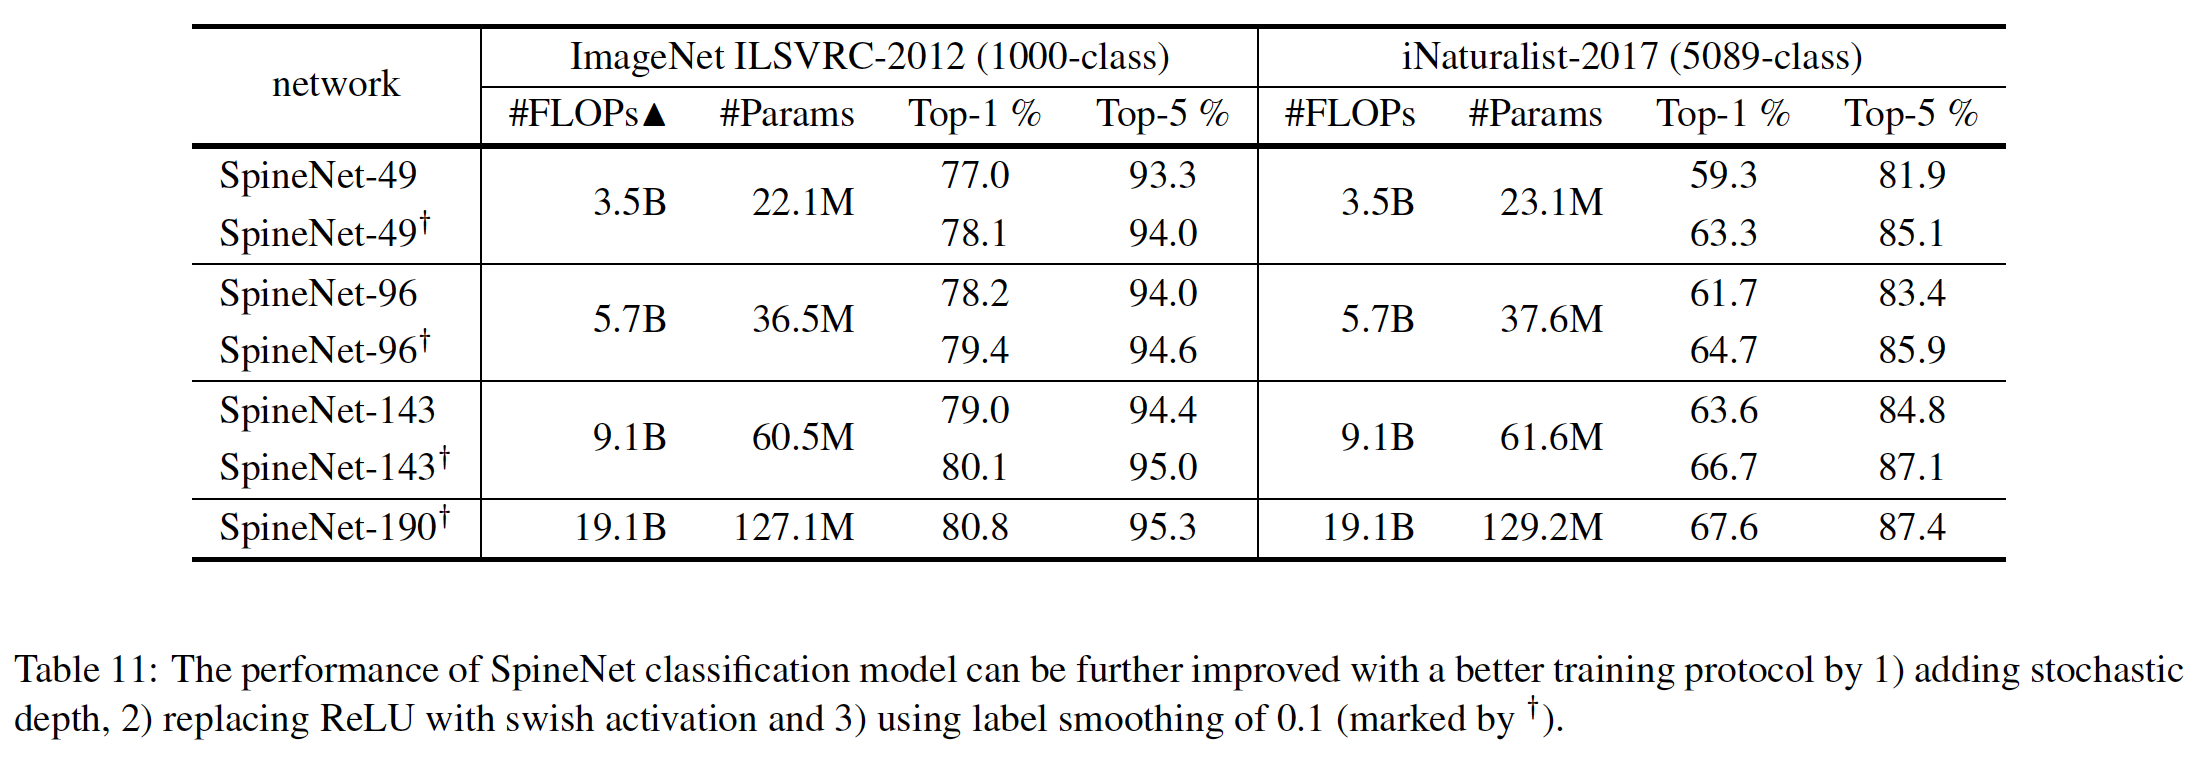 network ImageNet ILSVRC-2012 (1000-class) iNaturalist-2017 (5089-class)
#FLOPs▲ #Params Top-1 % Top-5 % #FLOPs #Params Top-1 % Top-5 %
SpineNet-49 3.5B 22.1M 77.0 93.3 3.5B 23.1M 59.3 81.9
SpineNet-49† 78.1 94.0 63.3 85.1
SpineNet-96 5.7B 36.5M 78.2 94.0 5.7B 37.6M 61.7 83.4
SpineNet-96† 79.4 94.6 64.7 85.9
SpineNet-143 9.1B 60.5M 79.0 94.4 9.1B 61.6M 63.6 84.8
SpineNet-143† 80.1 95.0 66.7 87.1
SpineNet-190† 19.1B 127.1M 80.8 95.3 19.1B 129.2M 67.6 87.4
Table 11: The performance of SpineNet classification model can be further improved with a better training protocol by 1) adding stochastic
depth, 2) replacing ReLU with swish activation and 3) using label smoothing of 0.1 (marked by †).